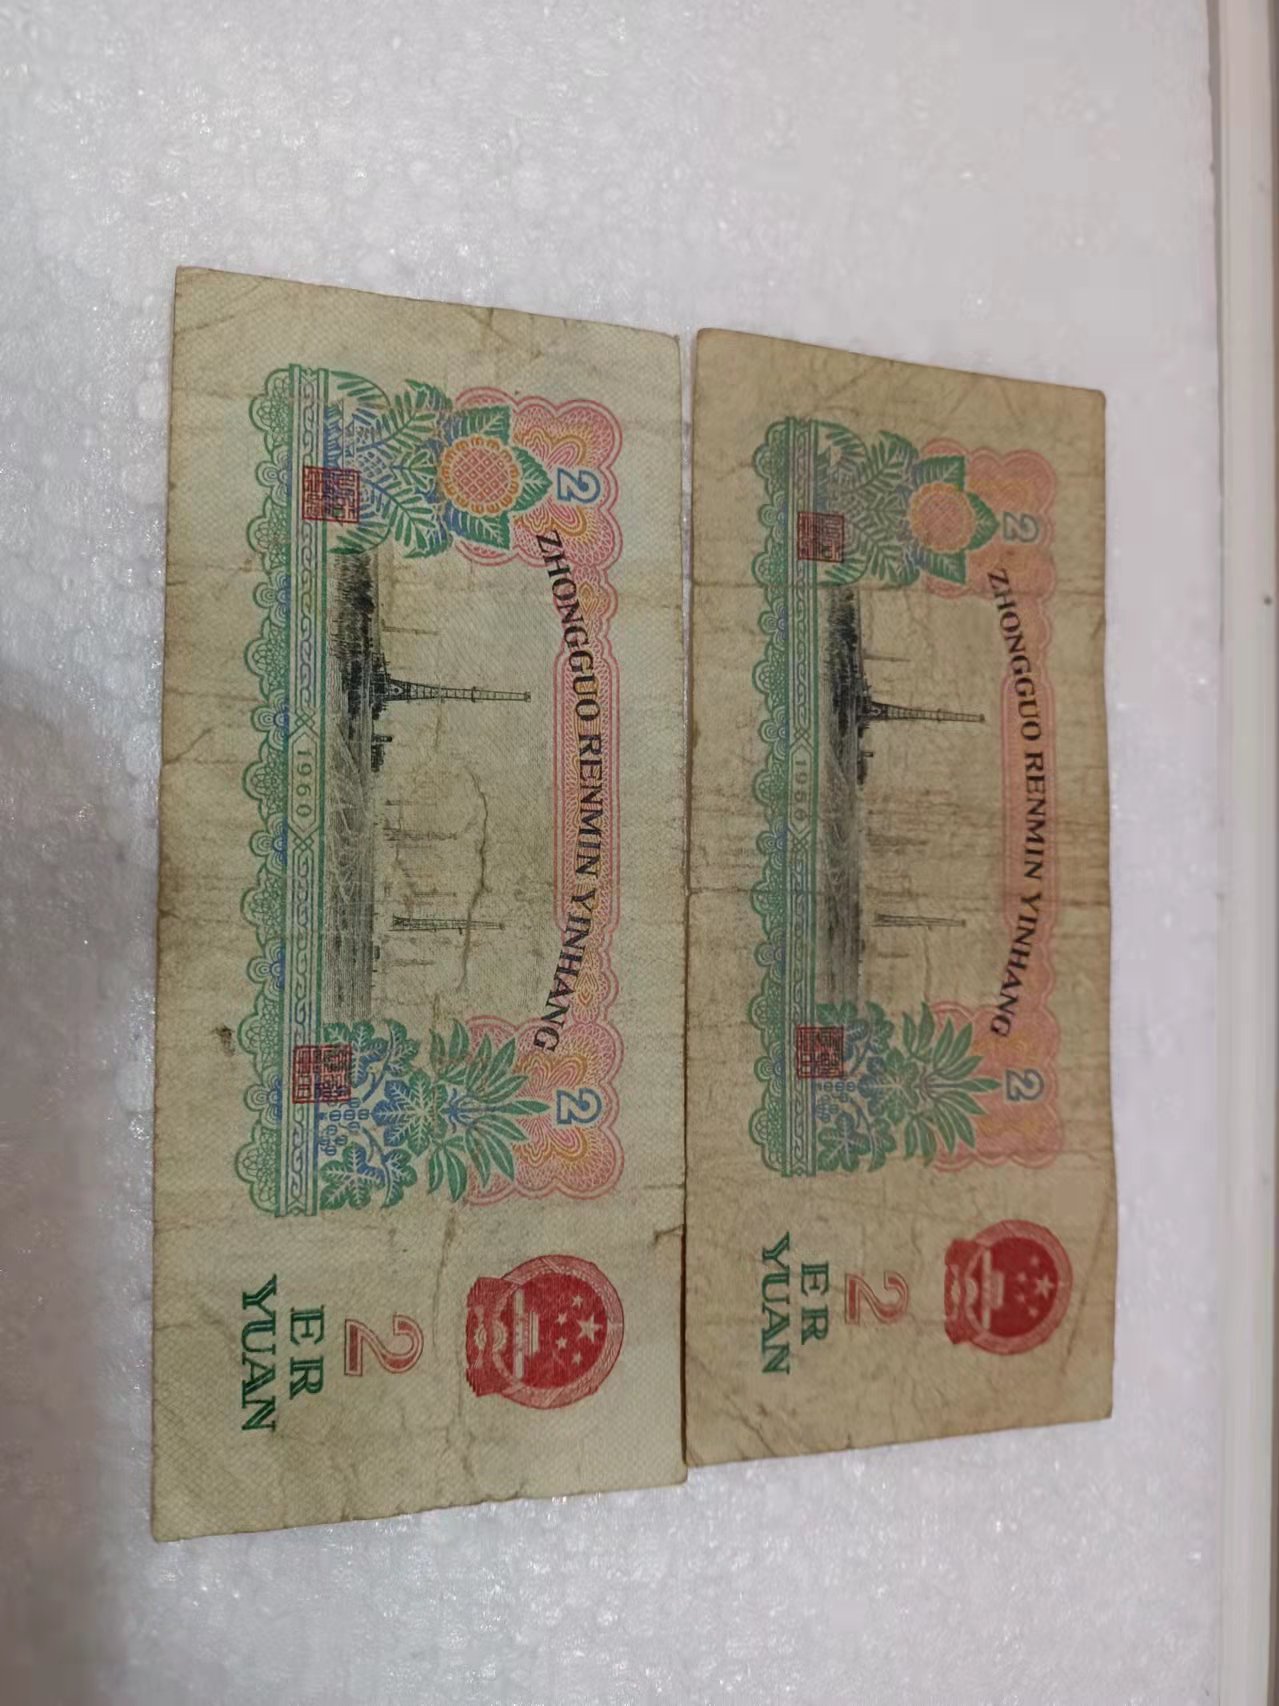 ZHONGGUO RENMIN YINHANG
2 2
2
ER
YUAN
ZHONGGUO RENMIN YINHANG
2 2
2
ER
1960
YUAN